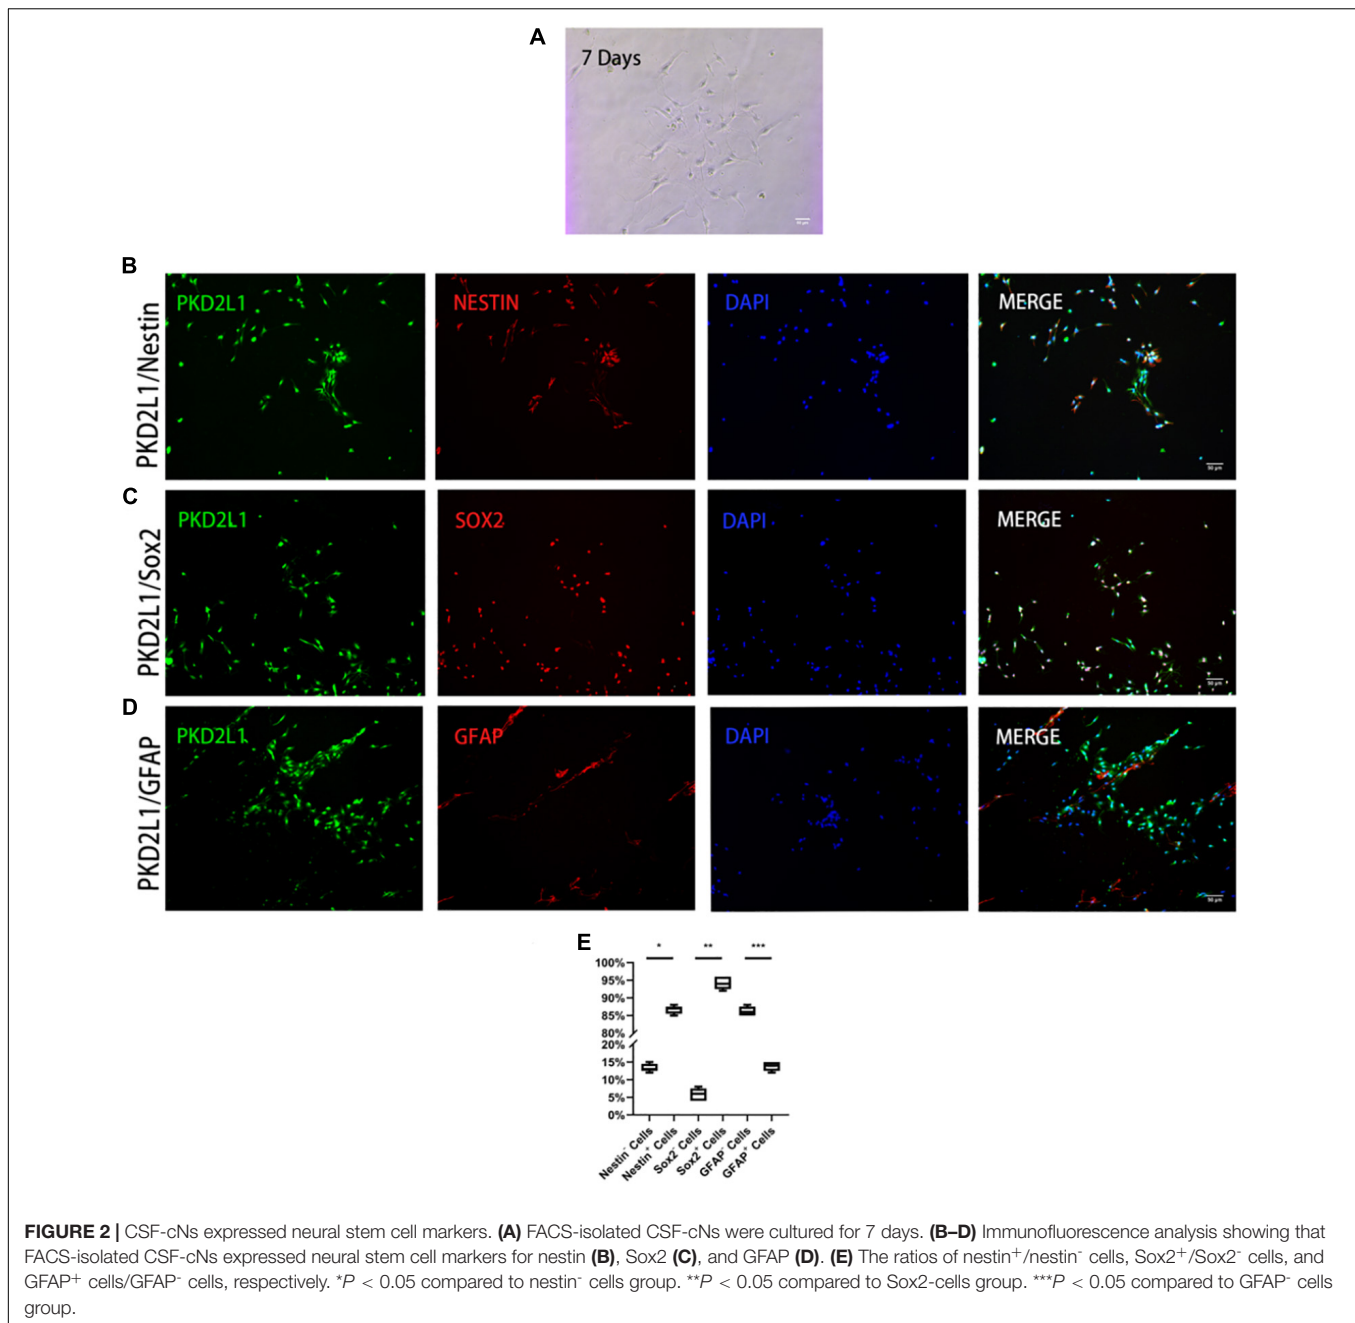 A
7 Days
B
PKD2L1/Nestin
PKD2L1
NESTIN
DAPI
MERGE
50 µm
C
PKD2L1/Sox2
PKD2L1
SOX2
DAPI
MERGE
50 µm
D
PKD2L1/GFAP
PKD2L1
GFAP
DAPI
MERGE
50 µm
E
* ** ***
100%
95%
90%
85%
80%
20%
15%
10%
5%
0%
Nestin⁻ Cells
Nestin⁺ Cells
Sox2⁻ Cells
Sox2⁺ Cells
GFAP⁻ Cells
GFAP⁺ Cells
FIGURE 2 | CSF-cNs expressed neural stem cell markers. (A) FACS-isolated CSF-cNs were cultured for 7 days. (B–D) Immunofluorescence analysis showing that
FACS-isolated CSF-cNs expressed neural stem cell markers for nestin (B), Sox2 (C), and GFAP (D). (E) The ratios of nestin⁺/nestin⁻ cells, Sox2⁺/Sox2⁻ cells, and
GFAP⁺ cells/GFAP⁻ cells, respectively. *P < 0.05 compared to nestin⁻ cells group. **P < 0.05 compared to Sox2-cells group. ***P < 0.05 compared to GFAP⁻ cells
group.